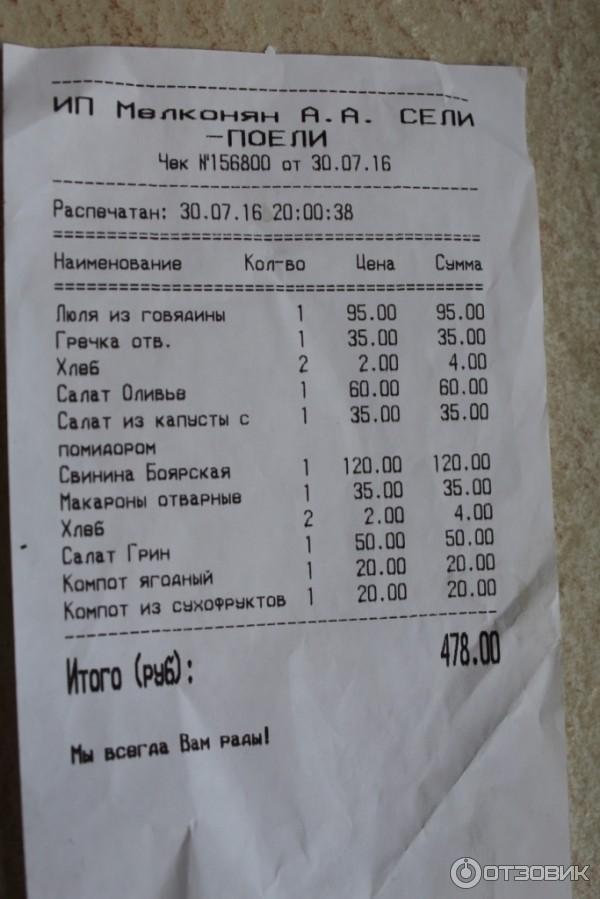 ИП Мелконян А.А. СЕЛИ
-ПОЕЛИ
Чек №156800 от 30.07.16
Распечатан: 30.07.16 20:00:38
Наименование Кол-во Цена Сумма
Люля из говядины 1 95.00 95.00
Гречка отв. 1 35.00 35.00
Хлеб 2 2.00 4.00
Салат Оливье 1 60.00 60.00
Салат из капусты с 1 35.00 35.00
помидором
Свинина Боярская 1 120.00 120.00
Макароны отварные 1 35.00 35.00
Хлеб 2 2.00 4.00
Салат Грин 1 50.00 50.00
Компот ягодный 1 20.00 20.00
Компот из сухофруктов 1 20.00 20.00
Итого (руб): 478.00
Мы всегда Вам рады!
ОТЗОВИК